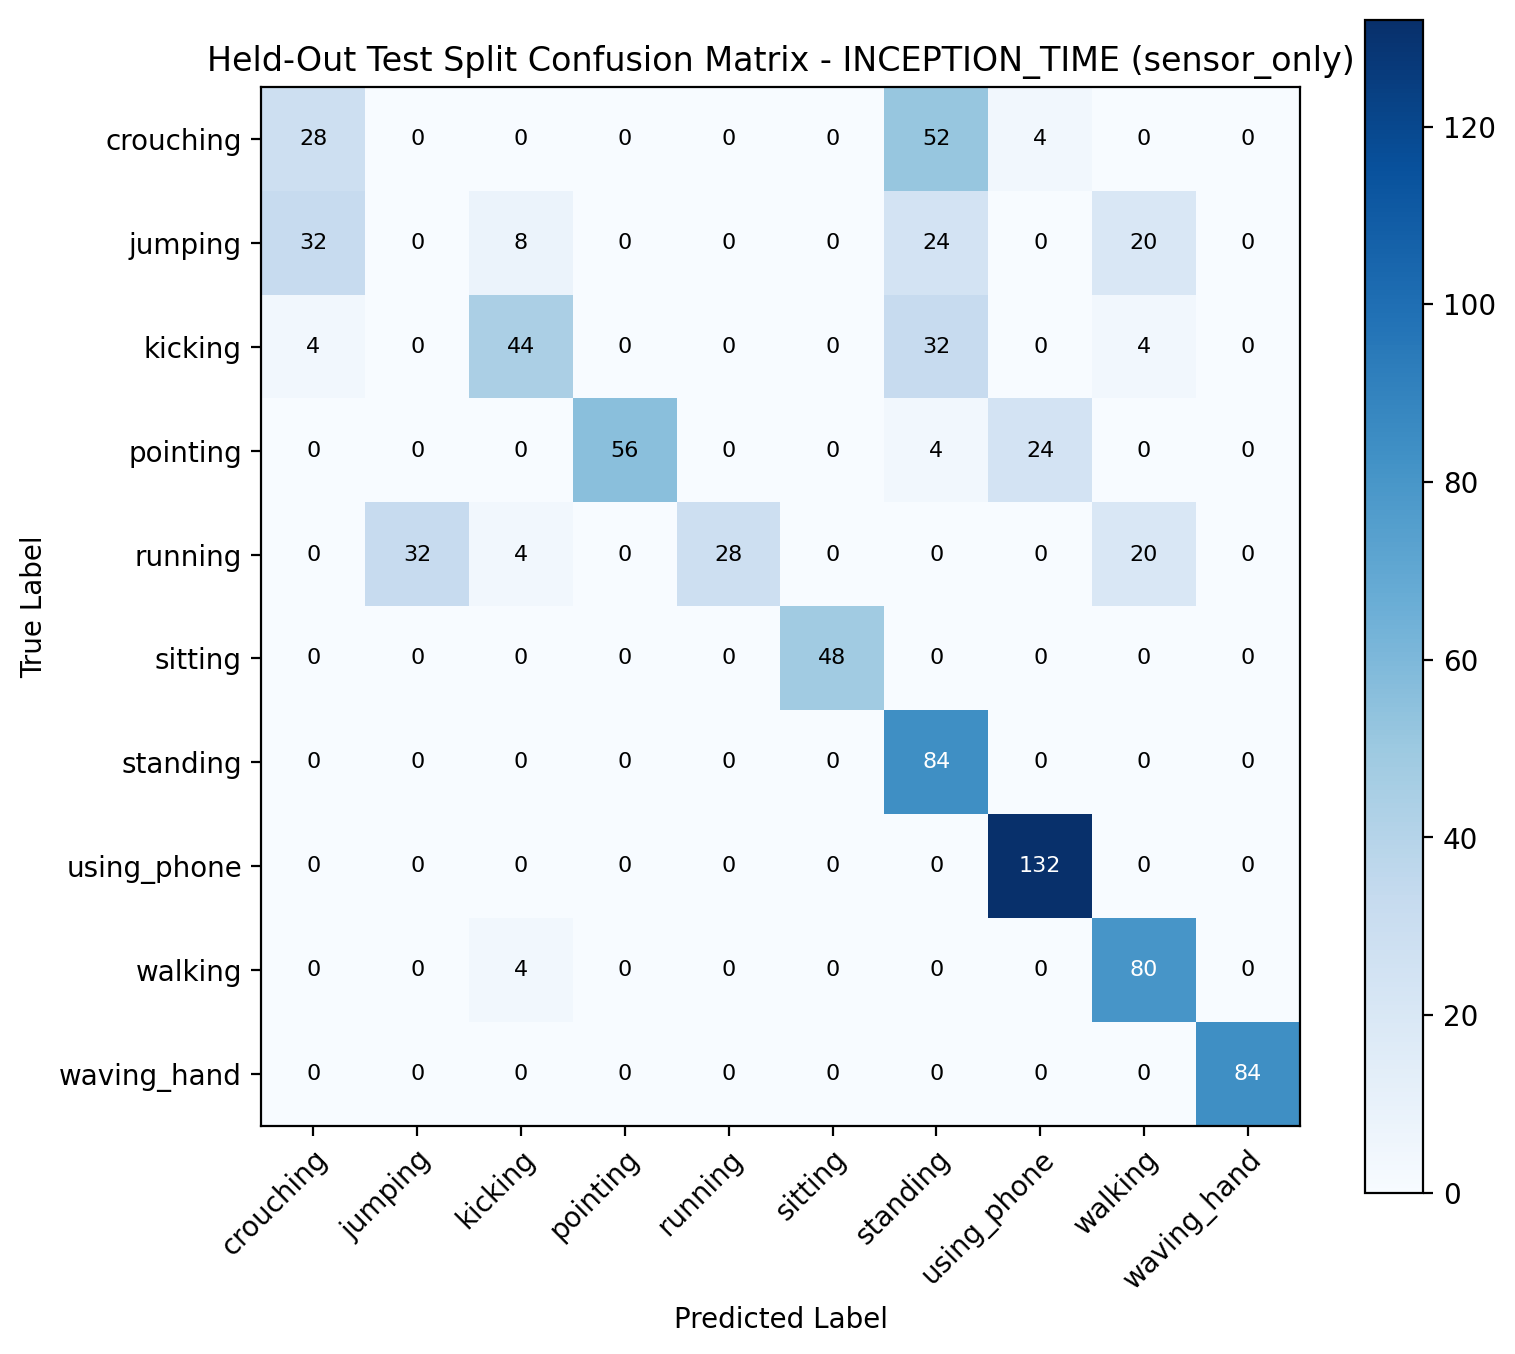 Held-Out Test Split Confusion Matrix - INCEPTION_TIME (sensor_only)
crouching 28 0 0 0 0 0 52 4 0 0
jumping 32 0 8 0 0 0 24 0 20 0
kicking 4 0 44 0 0 0 32 0 4 0
pointing 0 0 0 56 0 0 4 24 0 0
running 0 32 4 0 28 0 0 0 20 0
sitting 0 0 0 0 0 48 0 0 0 0
standing 0 0 0 0 0 0 84 0 0 0
using_phone 0 0 0 0 0 0 0 132 0 0
walking 0 0 4 0 0 0 0 0 80 0
waving_hand 0 0 0 0 0 0 0 0 0 84
True Label
crouching jumping kicking pointing running sitting standing using_phone walking waving_hand
Predicted Label
120
100
80
60
40
20
0